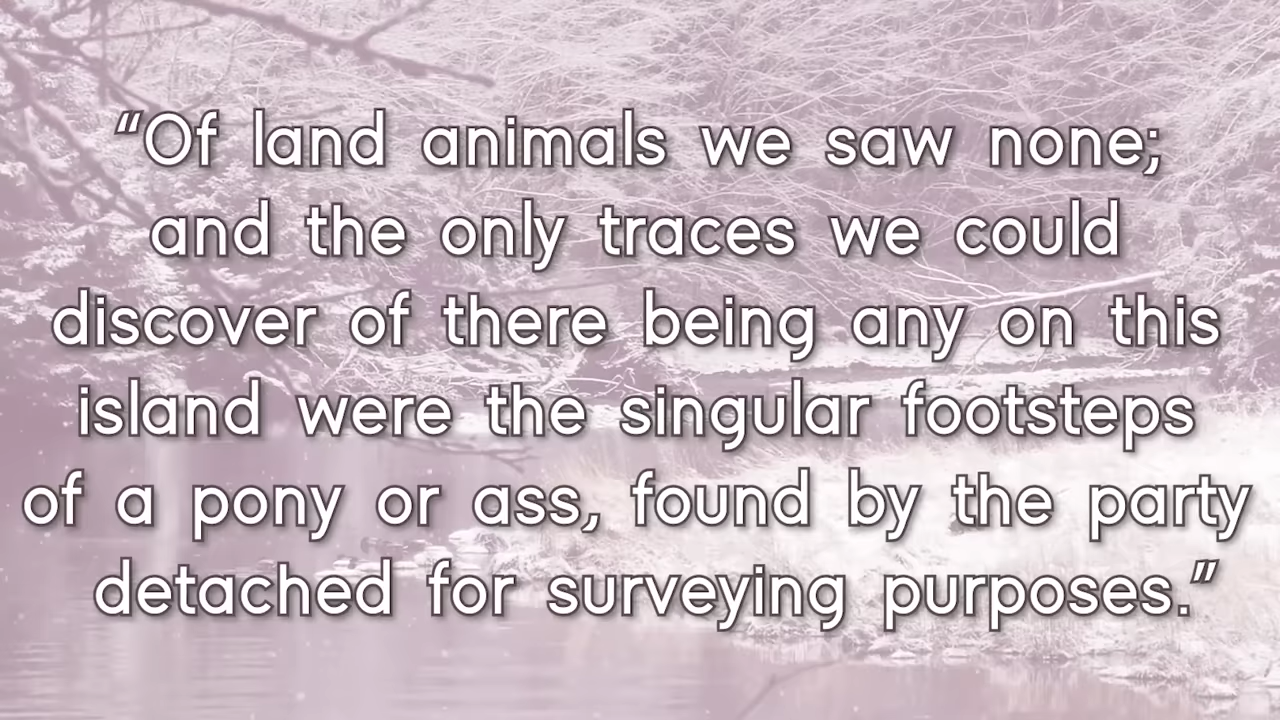 “Of land animals we saw none;
and the only traces we could
discover of there being any on this
island were the singular footsteps
of a pony or ass, found by the party
detached for surveying purposes.”